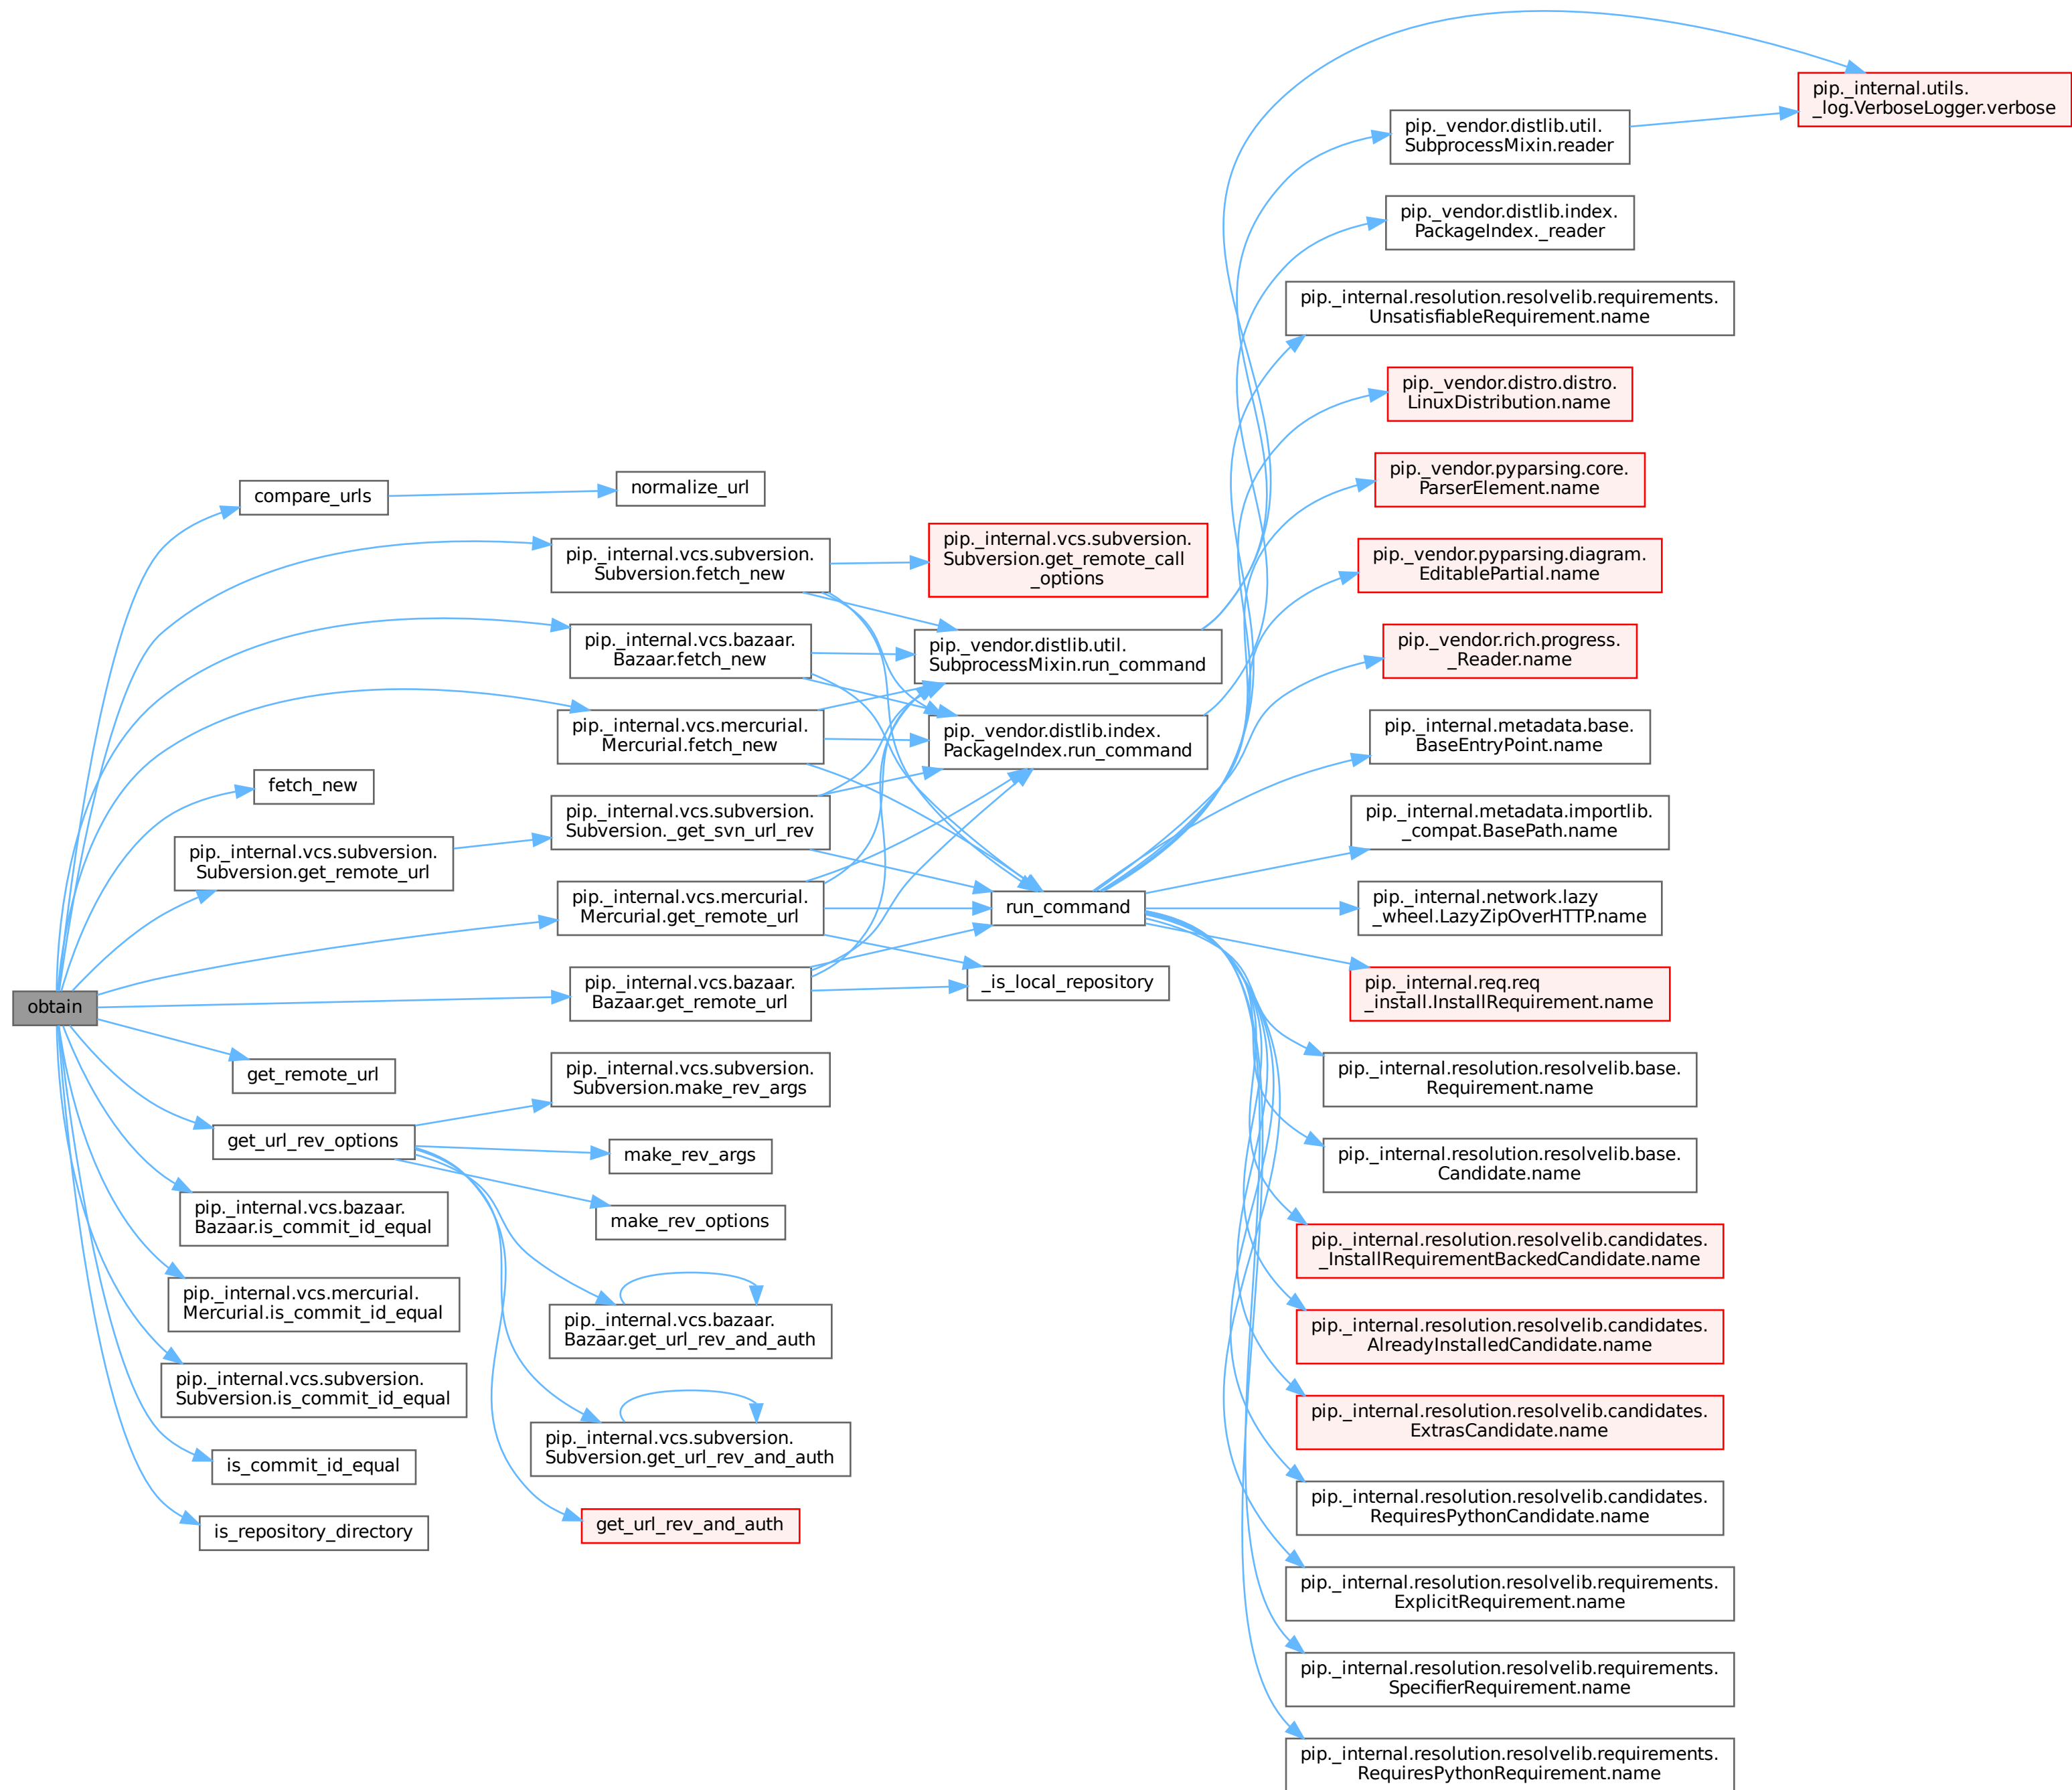 obtain
compare_urls
pip._internal.vcs.subversion.
Subversion.fetch_new
pip._internal.vcs.bazaar.
Bazaar.fetch_new
pip._internal.vcs.mercurial.
Mercurial.fetch_new
fetch_new
pip._internal.vcs.subversion.
Subversion.get_remote_url
pip._internal.vcs.mercurial.
Mercurial.get_remote_url
pip._internal.vcs.bazaar.
Bazaar.get_remote_url
get_remote_url
get_url_rev_options
pip._internal.vcs.bazaar.
Bazaar.is_commit_id_equal
pip._internal.vcs.mercurial.
Mercurial.is_commit_id_equal
pip._internal.vcs.subversion.
Subversion.is_commit_id_equal
is_commit_id_equal
is_repository_directory
normalize_url
pip._internal.vcs.subversion.
Subversion._get_svn_url_rev
pip._internal.vcs.subversion.
Subversion.make_rev_args
make_rev_args
make_rev_options
pip._internal.vcs.bazaar.
Bazaar.get_url_rev_and_auth
pip._internal.vcs.subversion.
Subversion.get_url_rev_and_auth
get_url_rev_and_auth
pip._internal.vcs.subversion.
Subversion.get_remote_call
_options
pip._vendor.distlib.util.
SubprocessMixin.run_command
pip._vendor.distlib.index.
PackageIndex.run_command
run_command
_is_local_repository
pip._vendor.distlib.util.
SubprocessMixin.reader
pip._internal.utils.
_log.VerboseLogger.verbose
pip._vendor.distlib.index.
PackageIndex._reader
pip._internal.resolution.resolvelib.requirements.
UnsatisfiableRequirement.name
pip._vendor.distro.distro.
LinuxDistribution.name
pip._vendor.pyparsing.core.
ParserElement.name
pip._vendor.pyparsing.diagram.
EditablePartial.name
pip._vendor.rich.progress.
_Reader.name
pip._internal.metadata.base.
BaseEntryPoint.name
pip._internal.metadata.importlib.
_compat.BasePath.name
pip._internal.network.lazy
_wheel.LazyZipOverHTTP.name
pip._internal.req.req
_install.InstallRequirement.name
pip._internal.resolution.resolvelib.base.
Requirement.name
pip._internal.resolution.resolvelib.base.
Candidate.name
pip._internal.resolution.resolvelib.candidates.
_InstallRequirementBackedCandidate.name
pip._internal.resolution.resolvelib.candidates.
AlreadyInstalledCandidate.name
pip._internal.resolution.resolvelib.candidates.
ExtrasCandidate.name
pip._internal.resolution.resolvelib.candidates.
RequiresPythonCandidate.name
pip._internal.resolution.resolvelib.requirements.
ExplicitRequirement.name
pip._internal.resolution.resolvelib.requirements.
SpecifierRequirement.name
pip._internal.resolution.resolvelib.requirements.
RequiresPythonRequirement.name